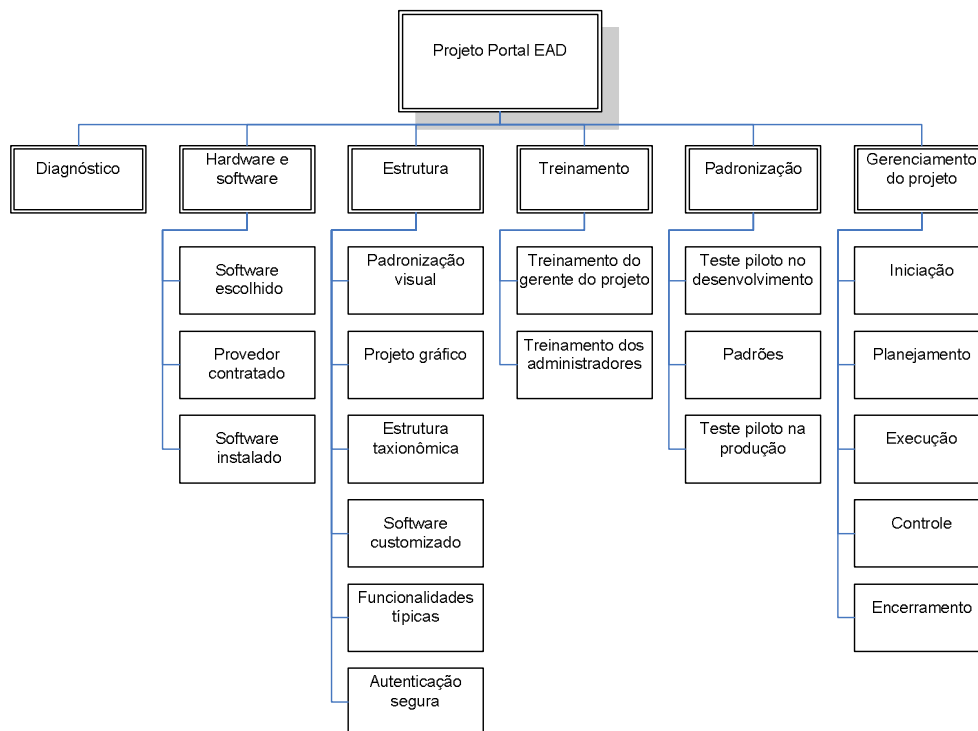 Projeto Portal EAD
Diagnóstico
Hardware e
software
Estrutura
Treinamento
Padronização
Gerenciamento
do projeto
Software
escolhido
Provedor
contratado
Software
instalado
Padronização
visual
Projeto gráfico
Estrutura
taxionômica
Software
customizado
Funcionalidades
típicas
Autenticação
segura
Treinamento do
gerente do projeto
Treinamento dos
administradores
Teste piloto no
desenvolvimento
Padrões
Teste piloto na
produção
Iniciação
Planejamento
Execução
Controle
Encerramento